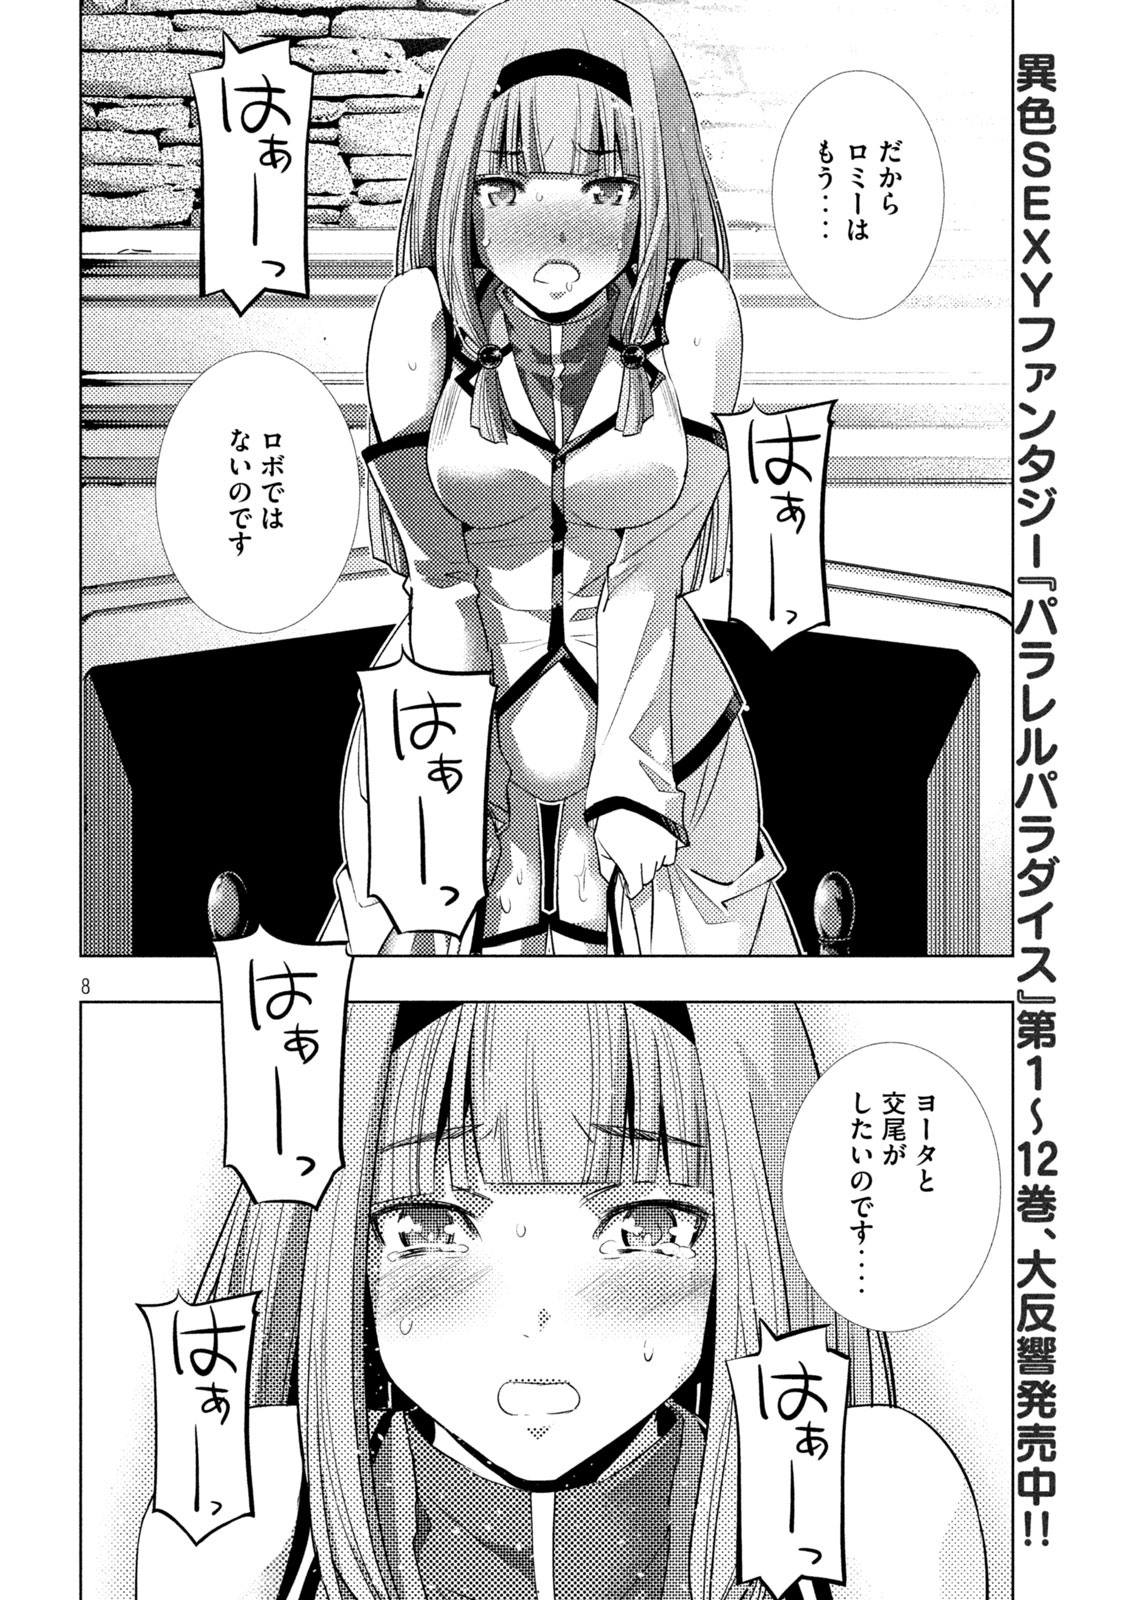 異色SEXYファンタジー『パラレルパラダイス』第1～12巻、大反響発売中!!
だから
ロミーは
もう‥‥
はぁーっ
ロボでは
ないのです
はぁーっ
はぁーっ
8
はぁーっ
ヨータと
交尾が
したいのです‥‥
はぁーっ
はぁーっ